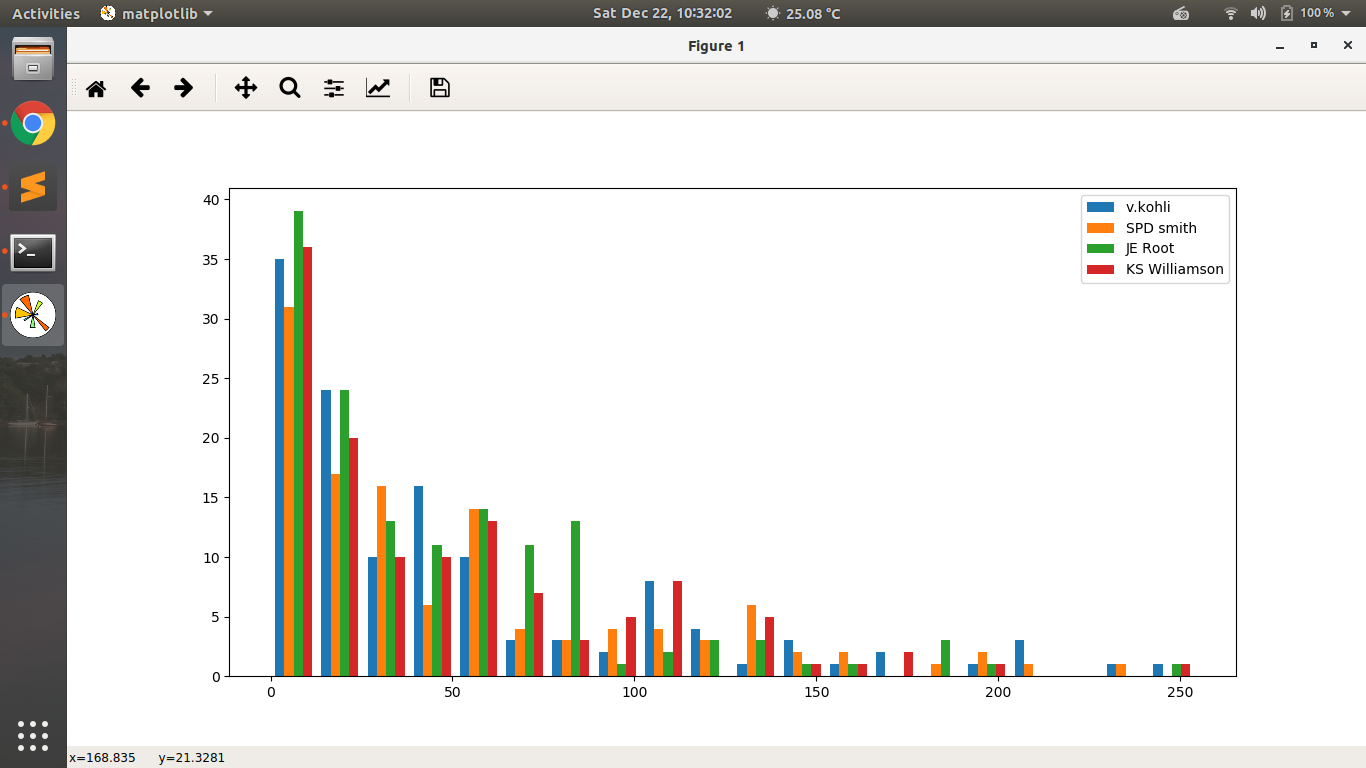 Activities matplotlib Sat Dec 22, 10:32:02 25.08 °C 100 %
Figure 1
40
35
30
25
20
15
10
5
0
0 50 100 150 200 250
v.kohli
SPD smith
JE Root
KS Williamson
x=168.835 y=21.3281